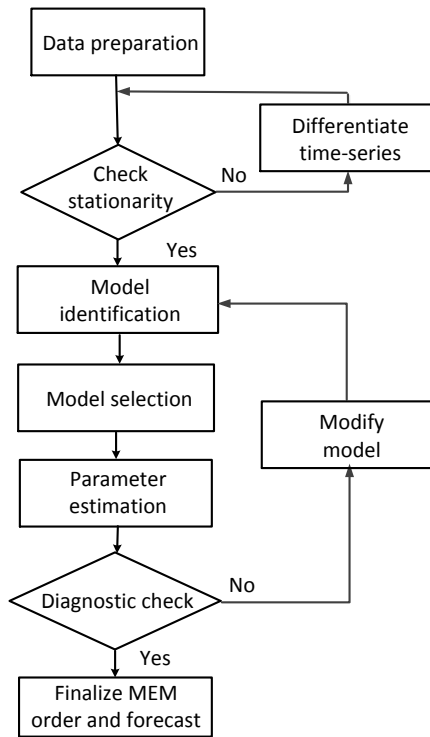 Data preparation
Differentiate
time-series
Check
stationarity
No
Yes
Model
identification
Model selection
Modify
model
Parameter
estimation
No
Diagnostic check
Yes
Finalize MEM
order and forecast